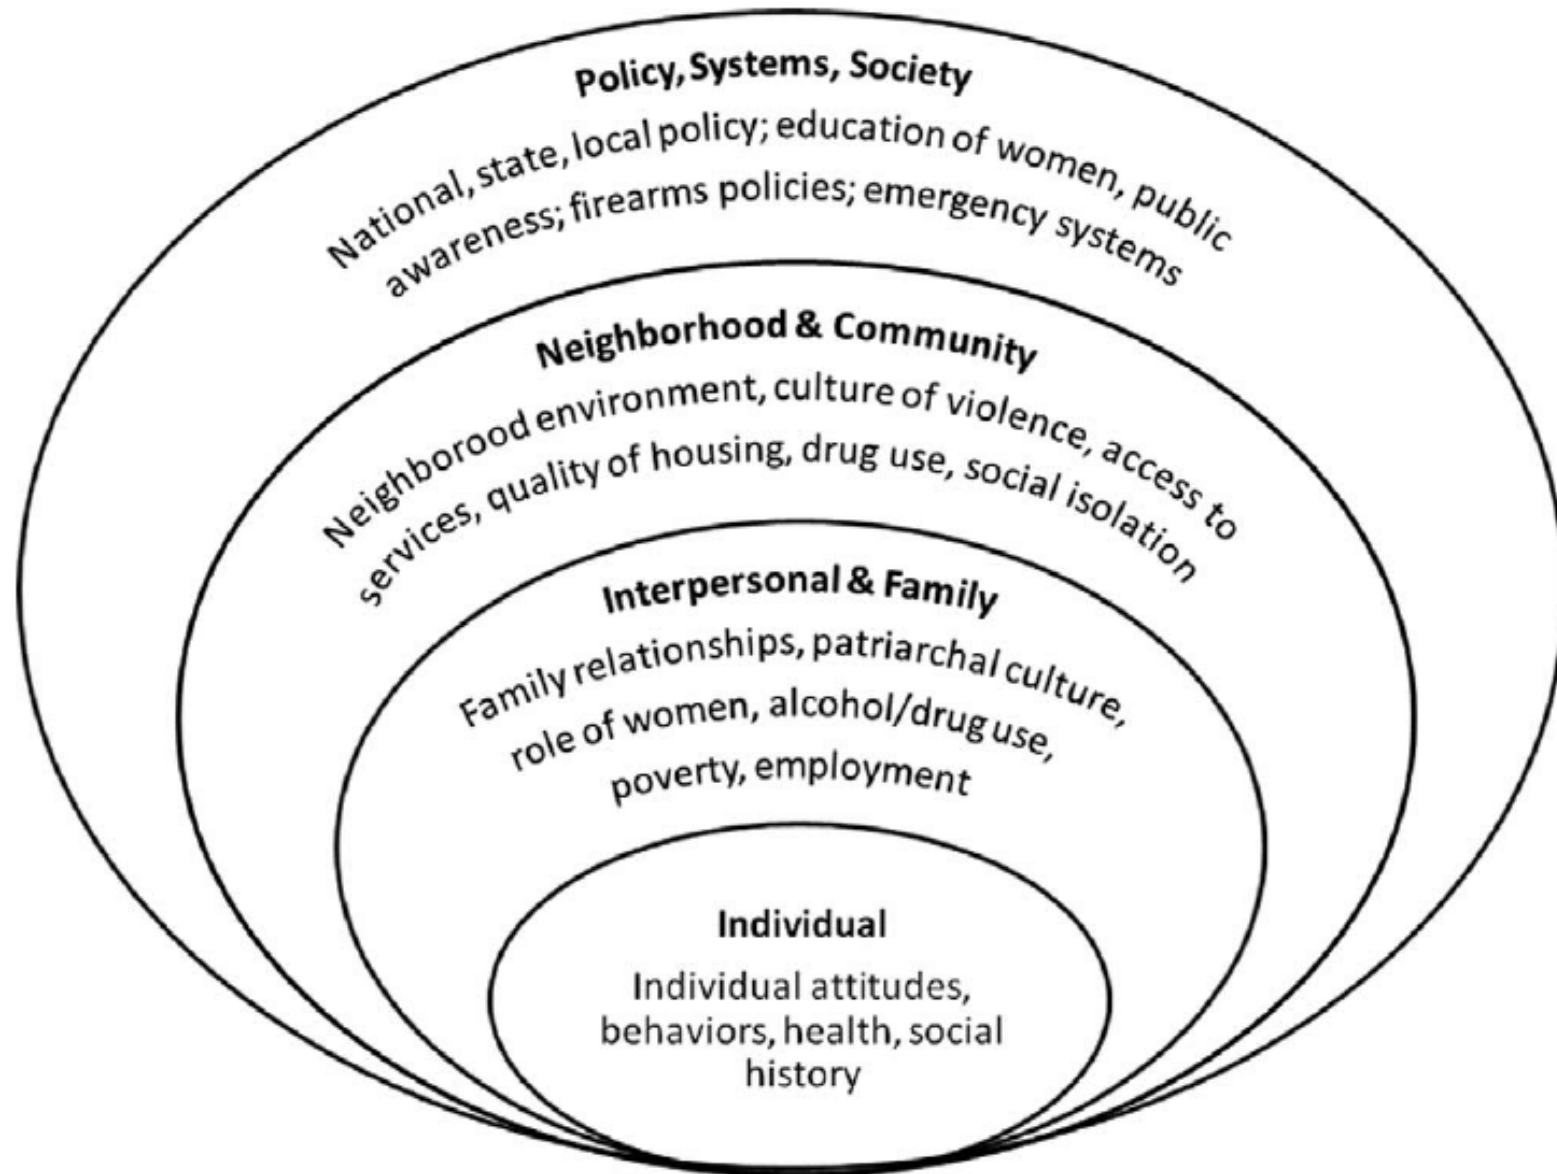 Policy, Systems, Society
National, state, local policy; education of women, public
awareness; firearms policies; emergency systems
Neighborhood & Community
Neighborood environment, culture of violence, access to
services, quality of housing, drug use, social isolation
Interpersonal & Family
Family relationships, patriarchal culture,
role of women, alcohol/drug use,
poverty, employment
Individual
Individual attitudes,
behaviors, health, social
history